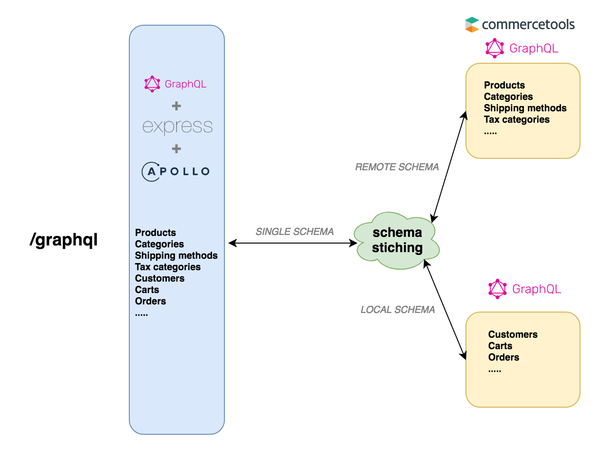 commercetools
GraphQL
Products
Categories
Shipping methods
Tax categories
.....
REMOTE SCHEMA
GraphQL
+
express
+
APOLLO
/graphql
SINGLE SCHEMA
schema
stiching
Products
Categories
Shipping methods
Tax categories
Customers
Carts
Orders
.....
LOCAL SCHEMA
GraphQL
Customers
Carts
Orders
.....